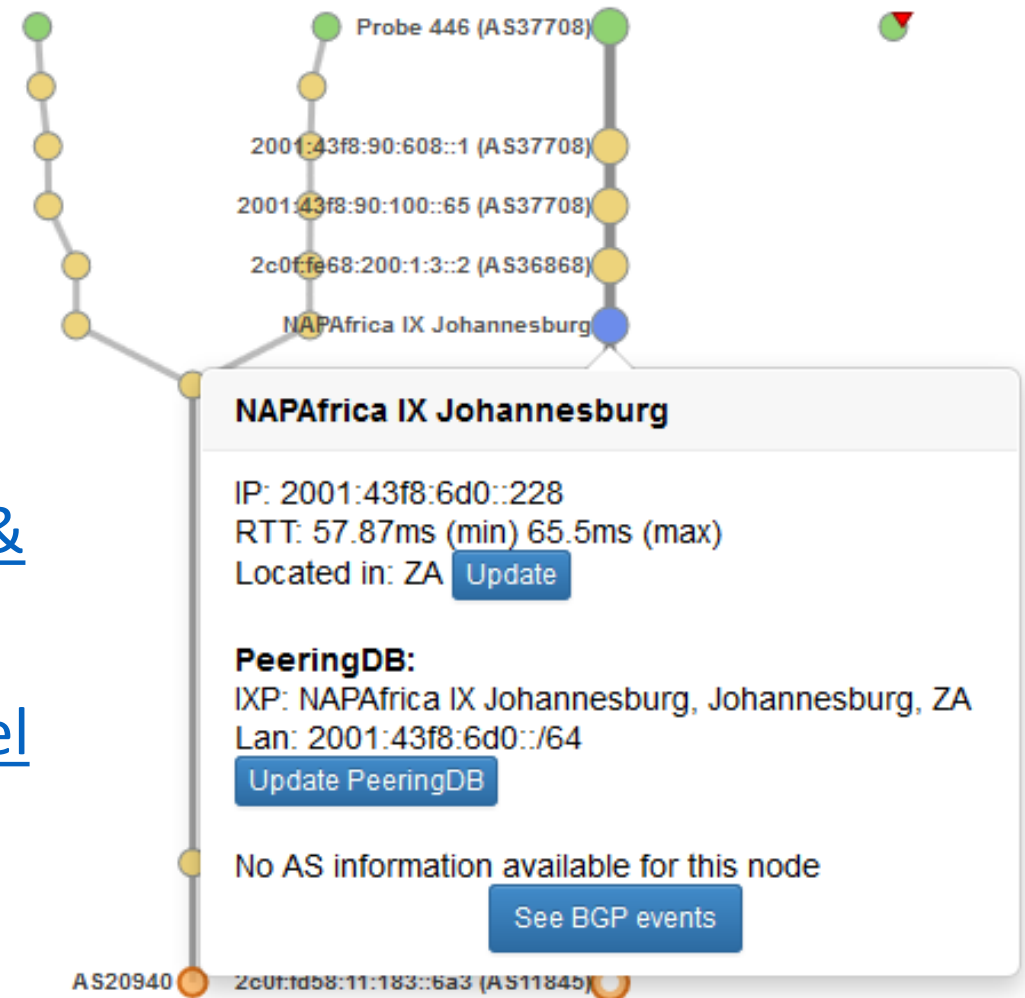 Probe 446 (AS37708)
2001:43f8:90:608::1 (AS37708)
2001:43f8:90:100::65 (AS37708)
2c0f:fe68:200:1:3::2 (AS36868)
NAPAfrica IX Johannesburg
NAPAfrica IX Johannesburg
IP: 2001:43f8:6d0::228
&
RTT: 57.87ms (min) 65.5ms (max)
Located in: ZA Update
PeeringDB:
IXP: NAPAfrica IX Johannesburg, Johannesburg, ZA
el
Lan: 2001:43f8:6d0::/64
Update PeeringDB
No AS information available for this node
See BGP events
AS20940
2c0f:fd58:11:183::6a3 (AS11845)